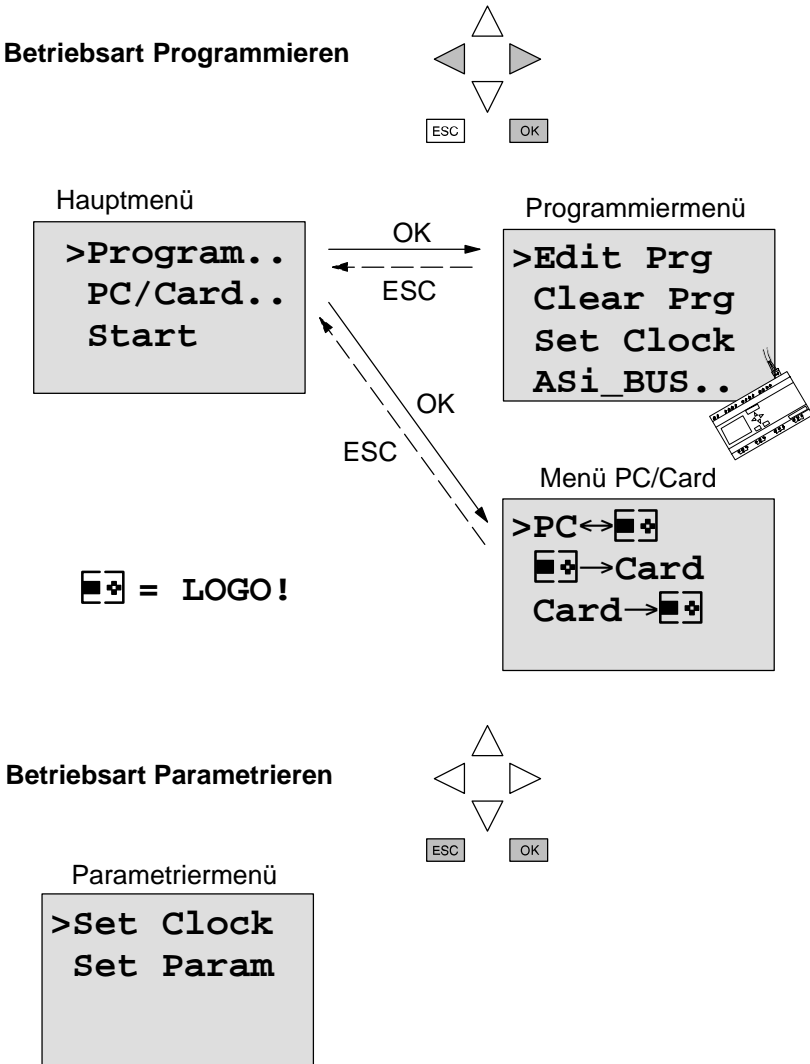 Betriebsart Programmieren
ESC OK
Hauptmenü
>Program..
PC/Card..
Start
OK
ESC
Programmiermenü
>Edit Prg
Clear Prg
Set Clock
ASi_BUS..
OK
ESC
Menü PC/Card
>PC↔
→Card
Card→
= LOGO!
Betriebsart Parametrieren
ESC OK
Parametriermenü
>Set Clock
Set Param